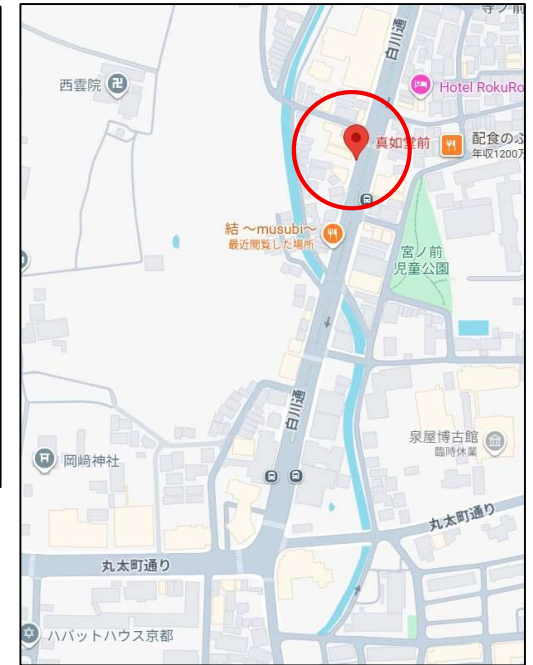 寺ノ前
白川通
西雲院
Hotel RokuRo
真如堂前
配食のふ
年収1200万
結 ～musubi～
最近閲覧した場所
宮ノ前
児童公園
白川通
泉屋博古館
臨時休業
岡崎神社
丸太町通り
丸太町通り
ハバットハウス京都